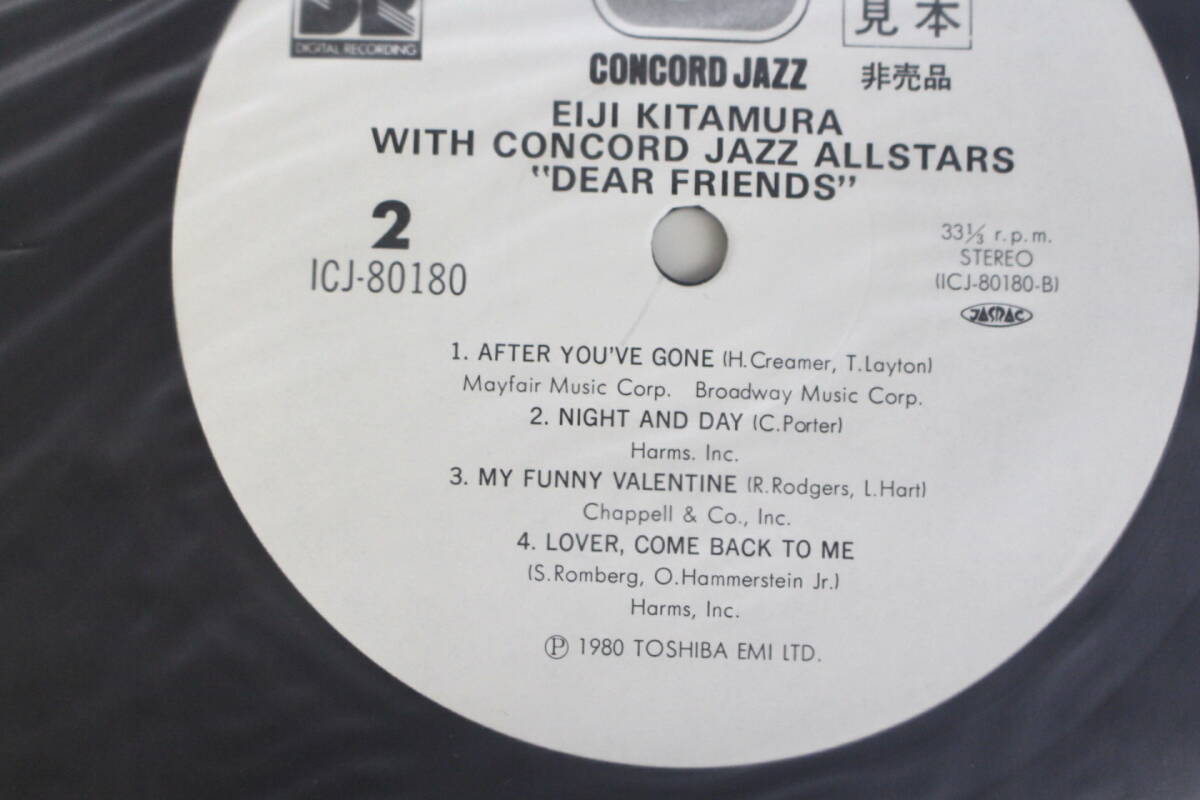 DIGITAL RECORDING
見本
CONCORD JAZZ
非売品
EIJI KITAMURA
WITH CONCORD JAZZ ALLSTARS
"DEAR FRIENDS"
2
ICJ-80180
33⅓ r.p.m.
STEREO
(ICJ-80180-B)
JASRAC
1. AFTER YOU'VE GONE (H.Creamer, T.Layton)
Mayfair Music Corp. Broadway Music Corp.
2. NIGHT AND DAY (C.Porter)
Harms. Inc.
3. MY FUNNY VALENTINE (R.Rodgers, L.Hart)
Chappell & Co., Inc.
4. LOVER, COME BACK TO ME
(S.Romberg, O.Hammerstein Jr.)
Harms, Inc.
Ⓟ 1980 TOSHIBA EMI LTD.